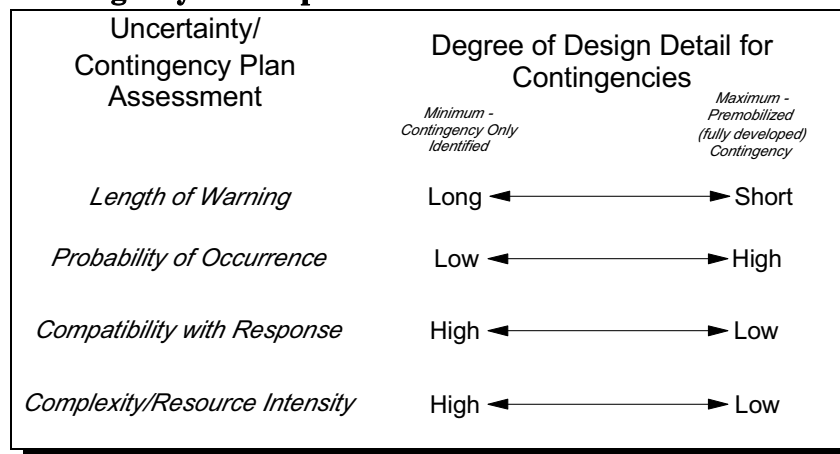 Uncertainty/
Contingency Plan
Assessment
Degree of Design Detail for
Contingencies
Minimum -
Contingency Only
Identified
Maximum -
Premobilized
(fully developed)
Contingency
Length of Warning Long Short
Probability of Occurrence Low High
Compatibility with Response High Low
Complexity/Resource Intensity High Low